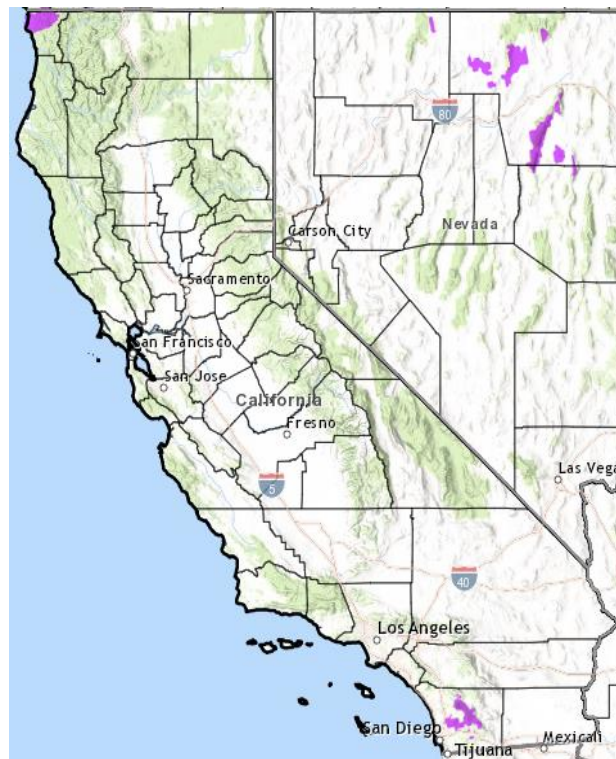 80
Nevada
Carson City
Sacramento
San Francisco
San Jose
California
Fresno
5
Las Vega
40
Los Angeles
San Diego
Tijuana
Mexicali